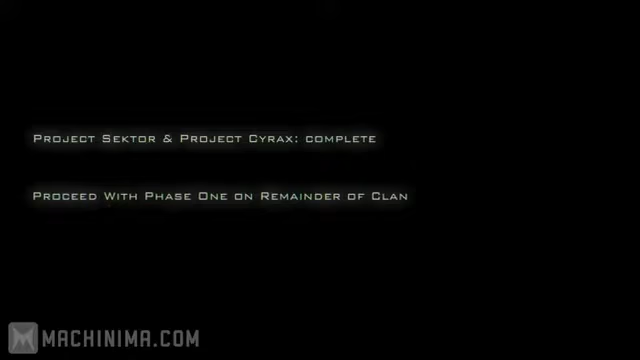 Project Sektor & Project Cyrax: complete
Proceed With Phase One on Remainder of Clan
MACHINIMA.COM